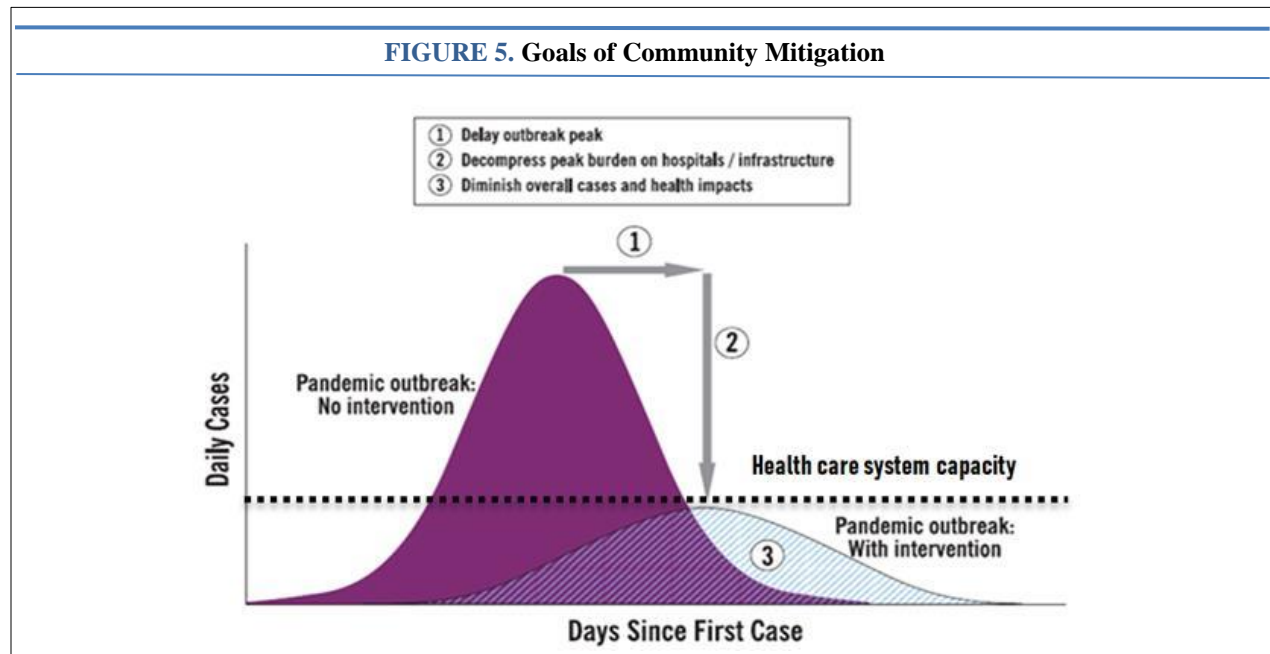 FIGURE 5. Goals of Community Mitigation
① Delay outbreak peak
② Decompress peak burden on hospitals / infrastructure
③ Diminish overall cases and health impacts
①
②
Pandemic outbreak:
No intervention
Daily Cases
Health care system capacity
Pandemic outbreak:
With intervention
③
Days Since First Case